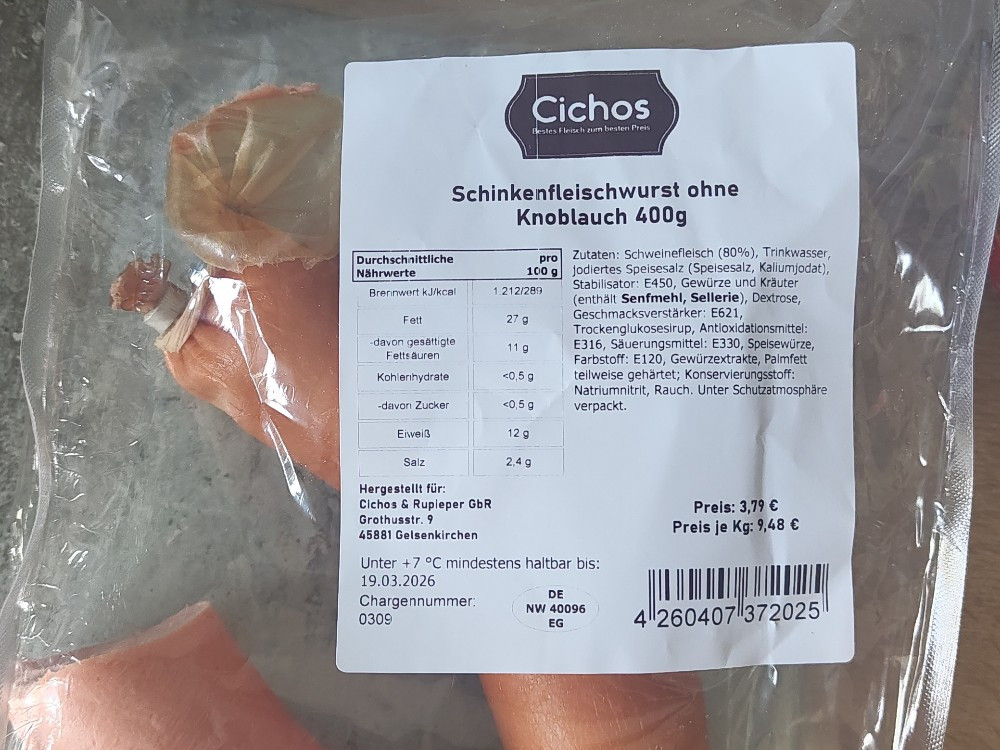 Cichos
Bestes Fleisch zum besten Preis
Schinkenfleischwurst ohne
Knoblauch 400g
Durchschnittliche pro
Nährwerte 100 g
Brennwert kJ/kcal 1.212/289
Fett 27 g
-davon gesättigte
Fettsäuren 11 g
Kohlenhydrate <0,5 g
-davon Zucker <0,5 g
Eiweiß 12 g
Salz 2,4 g
Zutaten: Schweinefleisch (80%), Trinkwasser,
jodiertes Speisesalz (Speisesalz, Kaliumjodat),
Stabilisator: E450, Gewürze und Kräuter
(enthält Senfmehl, Sellerie), Dextrose,
Geschmacksverstärker: E621,
Trockenglukosesirup, Antioxidationsmittel:
E316, Säuerungsmittel: E330, Speisewürze,
Farbstoff: E120, Gewürzextrakte, Palmfett
teilweise gehärtet; Konservierungsstoff:
Natriumnitrit, Rauch. Unter Schutzatmosphäre
verpackt.
Hergestellt für:
Cichos & Rupieper GbR
Grothusstr. 9
45881 Gelsenkirchen
Preis: 3,79 €
Preis je Kg: 9,48 €
Unter +7 °C mindestens haltbar bis:
19.03.2026
Chargennummer:
0309
DE
NW 40096
EG
4 260407 372025